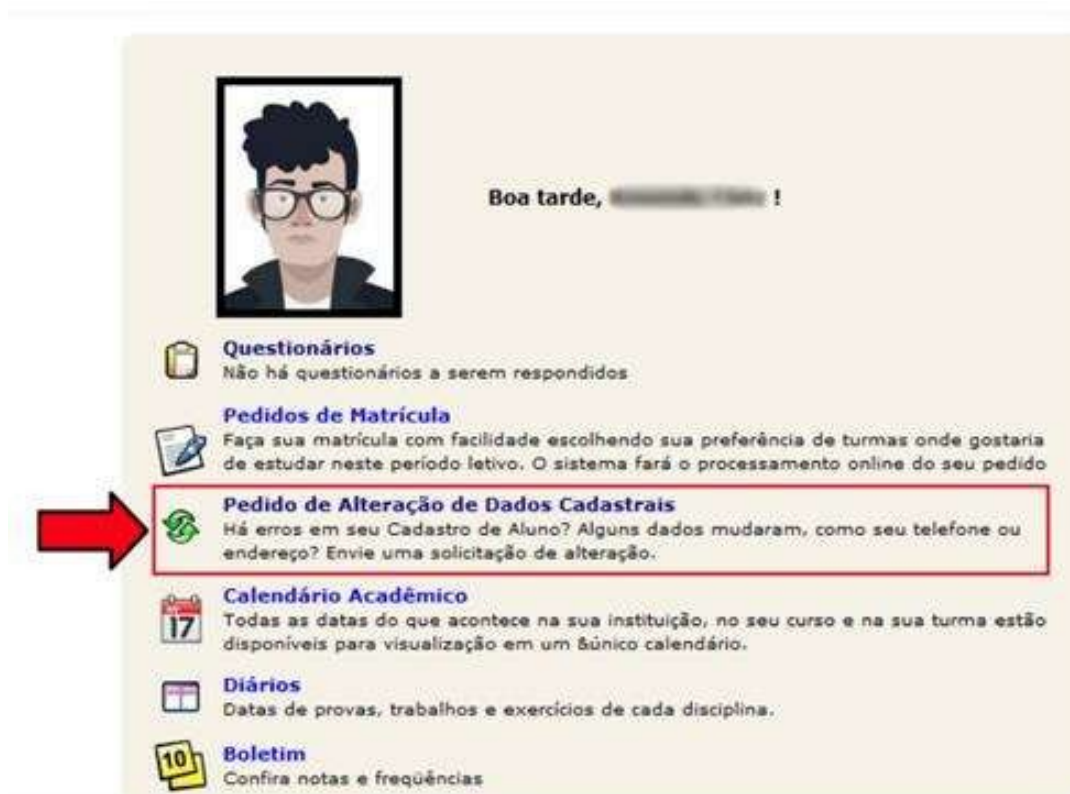 Boa tarde, !
Questionários
Não há questionários a serem respondidos
Pedidos de Matrícula
Faça sua matrícula com facilidade escolhendo sua preferência de turmas onde gostaria
de estudar neste período letivo. O sistema fará o processamento online do seu pedido
Pedido de Alteração de Dados Cadastrais
Há erros em seu Cadastro de Aluno? Alguns dados mudaram, como seu telefone ou
endereço? Envie uma solicitação de alteração.
17
Calendário Acadêmico
Todas as datas do que acontece na sua instituição, no seu curso e na sua turma estão
disponíveis para visualização em um &único calendário.
Diários
Datas de provas, trabalhos e exercícios de cada disciplina.
10
Boletim
Confira notas e freqüências